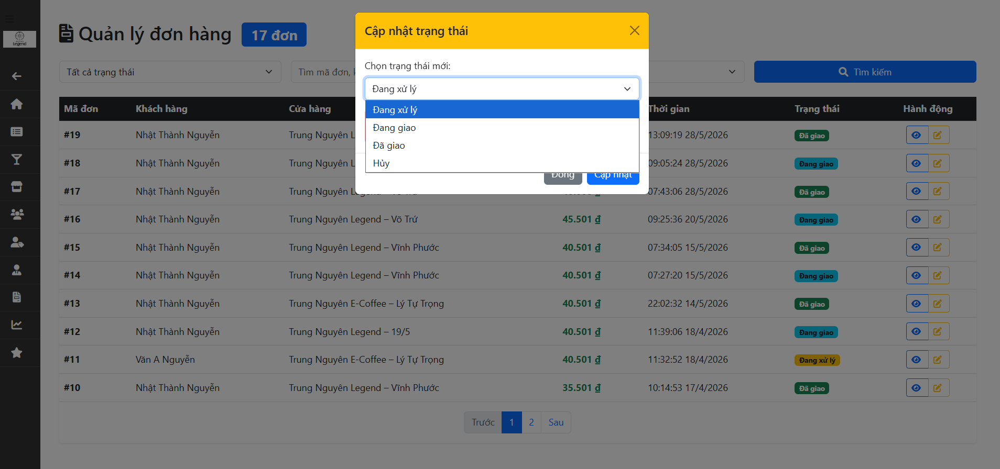 Legend
Quản lý đơn hàng 17 đơn
Tất cả trạng thái
Tìm mã đơn,
Tìm kiếm
Cập nhật trạng thái
Chọn trạng thái mới:
Đang xử lý
Đang xử lý
Đang giao
Đã giao
Hủy
Đóng Cập nhật
Mã đơn Khách hàng Cửa hàng Thời gian Trạng thái Hành động
#19 Nhật Thành Nguyễn Trung Nguyên L 13:09:19 28/5/2026 Đã giao
#18 Nhật Thành Nguyễn Trung Nguyên L 09:05:24 28/5/2026 Đang giao
#17 Nhật Thành Nguyễn Trung Nguyên 07:43:06 28/5/2026 Đã giao
#16 Nhật Thành Nguyễn Trung Nguyên Legend – Võ Trứ 45.501 ₫ 09:25:36 20/5/2026 Đang giao
#15 Nhật Thành Nguyễn Trung Nguyên Legend – Vĩnh Phước 40.501 ₫ 07:34:05 15/5/2026 Đã giao
#14 Nhật Thành Nguyễn Trung Nguyên Legend – Vĩnh Phước 40.501 ₫ 07:27:20 15/5/2026 Đang giao
#13 Nhật Thành Nguyễn Trung Nguyên E-Coffee – Lý Tự Trọng 40.501 ₫ 22:02:32 14/5/2026 Đã giao
#12 Nhật Thành Nguyễn Trung Nguyên Legend – 19/5 40.501 ₫ 11:39:06 18/4/2026 Đang giao
#11 Văn A Nguyễn Trung Nguyên E-Coffee – Lý Tự Trọng 40.501 ₫ 11:32:52 18/4/2026 Đang xử lý
#10 Nhật Thành Nguyễn Trung Nguyên Legend – Vĩnh Phước 35.501 ₫ 10:14:53 17/4/2026 Đã giao
Trước 1 2 Sau